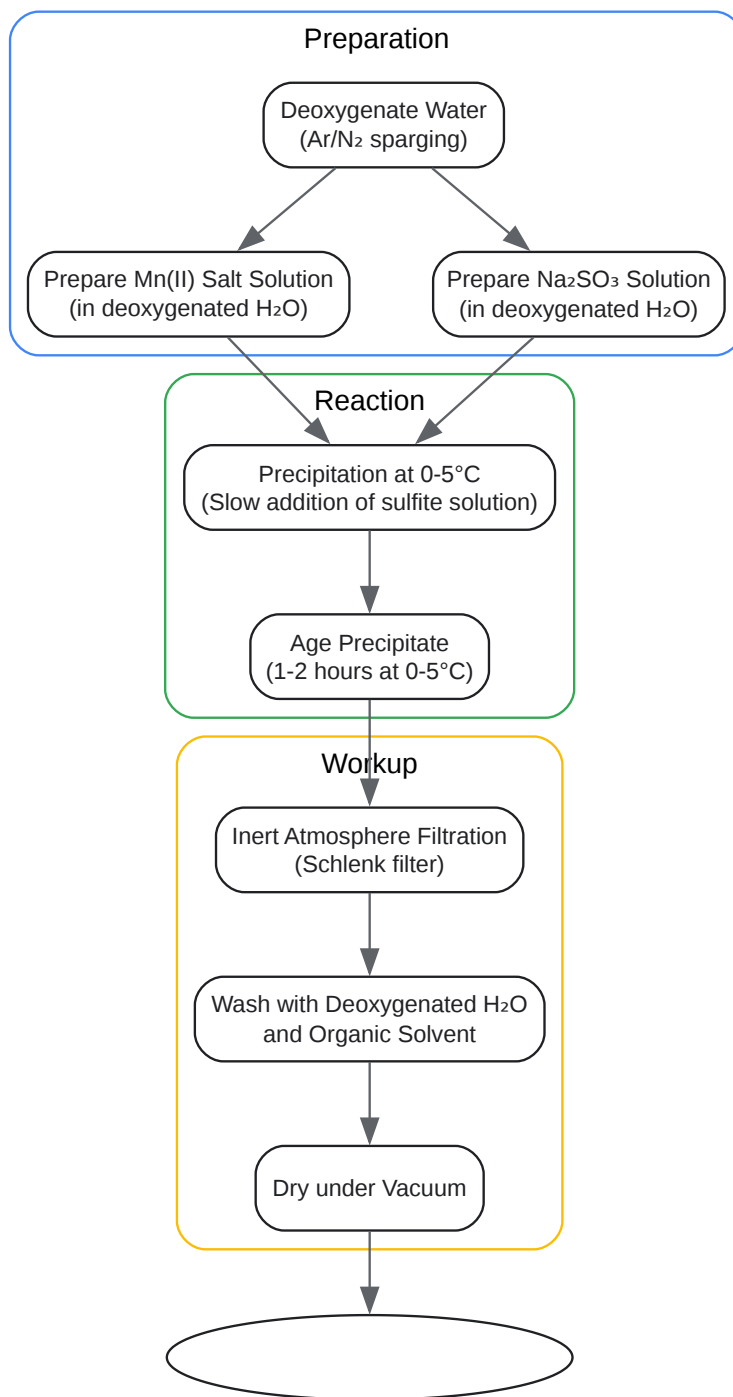 Preparation
Deoxygenate Water
(Ar/N₂ sparging)
Prepare Mn(II) Salt Solution
(in deoxygenated H₂O)
Prepare Na₂SO₃ Solution
(in deoxygenated H₂O)
Reaction
Precipitation at 0-5°C
(Slow addition of sulfite solution)
Age Precipitate
(1-2 hours at 0-5°C)
Workup
Inert Atmosphere Filtration
(Schlenk filter)
Wash with Deoxygenated H₂O
and Organic Solvent
Dry under Vacuum